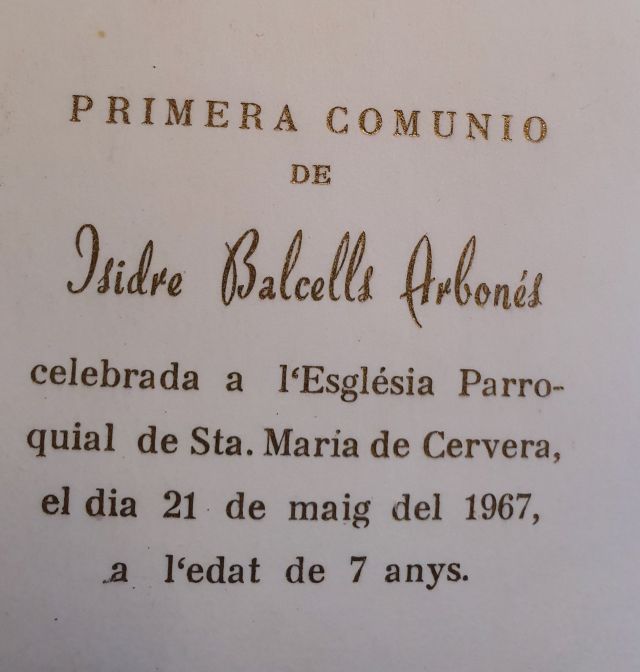 PRIMERA COMUNIO
DE
Isidre Balcells Arbonés
celebrada a l‘Església Parro-
quial de Sta. Maria de Cervera,
el dia 21 de maig del 1967,
a l‘edat de 7 anys.